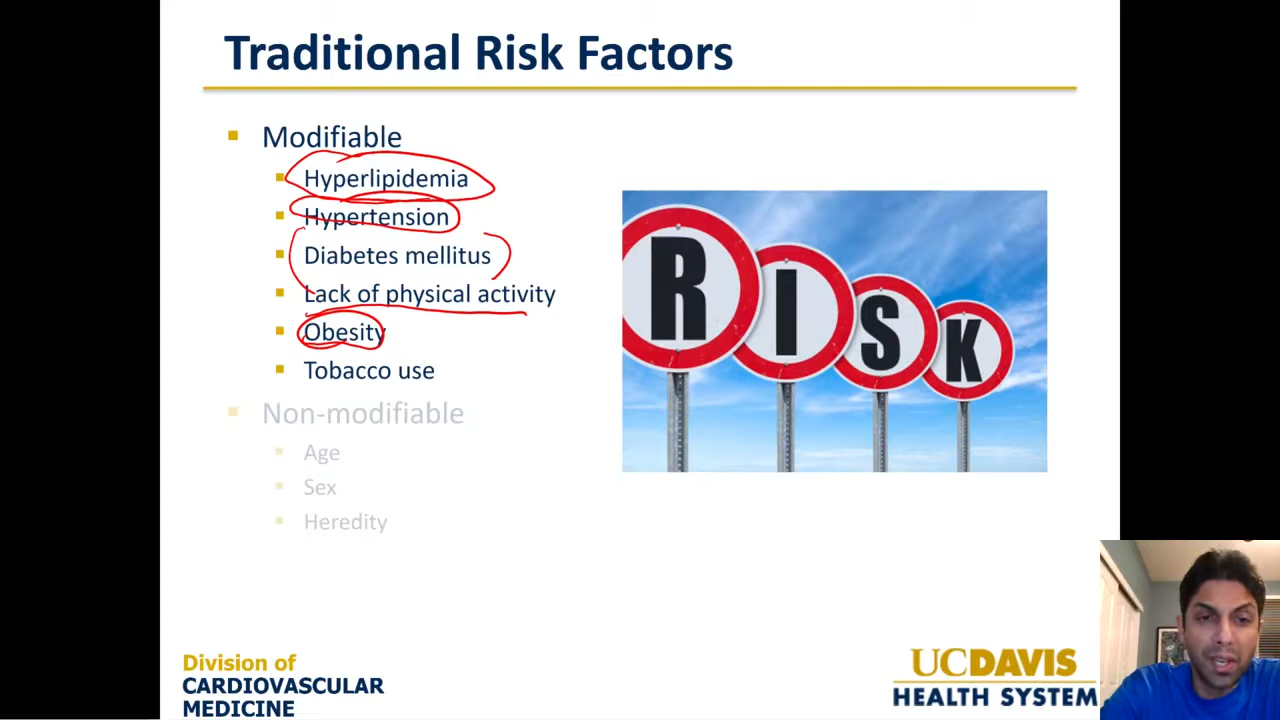 Traditional Risk Factors
Modifiable
Hyperlipidemia
Hypertension
Diabetes mellitus
Lack of physical activity
Obesity
Tobacco use
Non-modifiable
Age
Sex
Heredity
RISK
Division of
CARDIOVASCULAR
MEDICINE
UCDAVIS
HEALTH SYSTEM